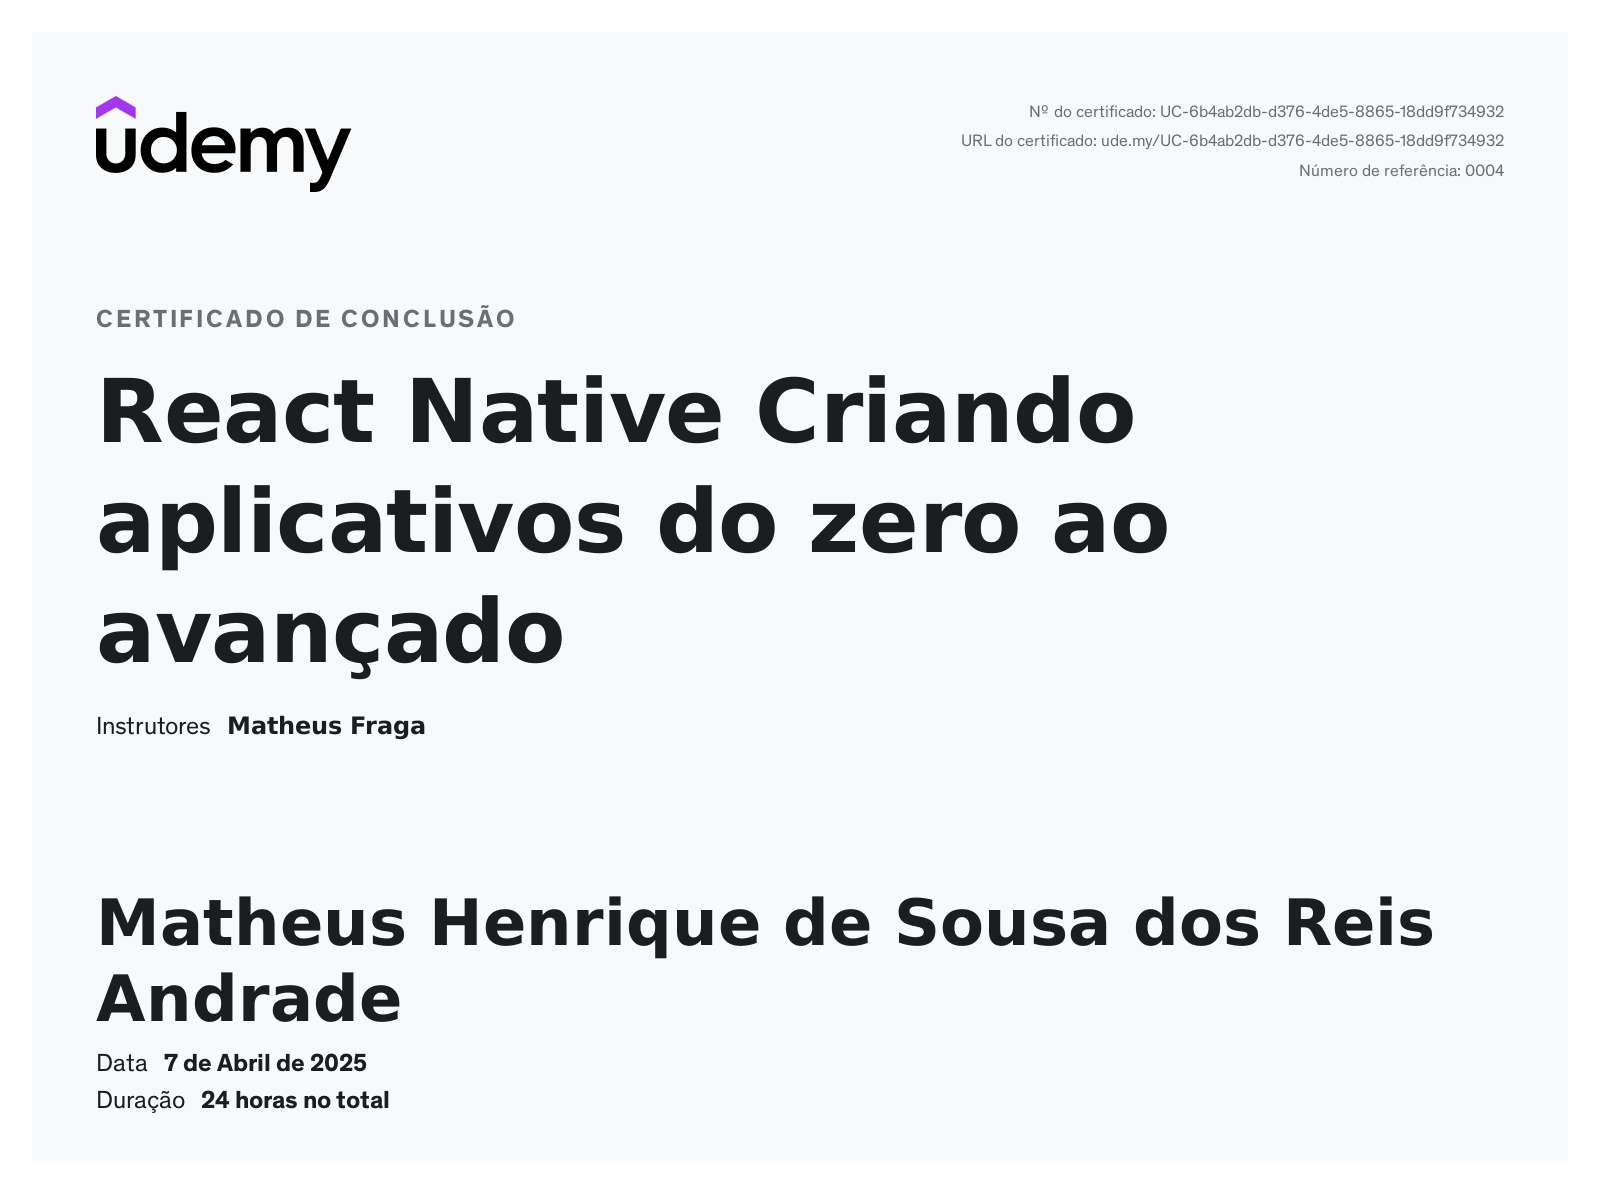 udemy
Nº do certificado: UC-6b4ab2db-d376-4de5-8865-18dd9f734932
URL do certificado: ude.my/UC-6b4ab2db-d376-4de5-8865-18dd9f734932
Número de referência: 0004
CERTIFICADO DE CONCLUSÃO
React Native Criando
aplicativos do zero ao
avançado
Instrutores Matheus Fraga
Matheus Henrique de Sousa dos Reis
Andrade
Data 7 de Abril de 2025
Duração 24 horas no total